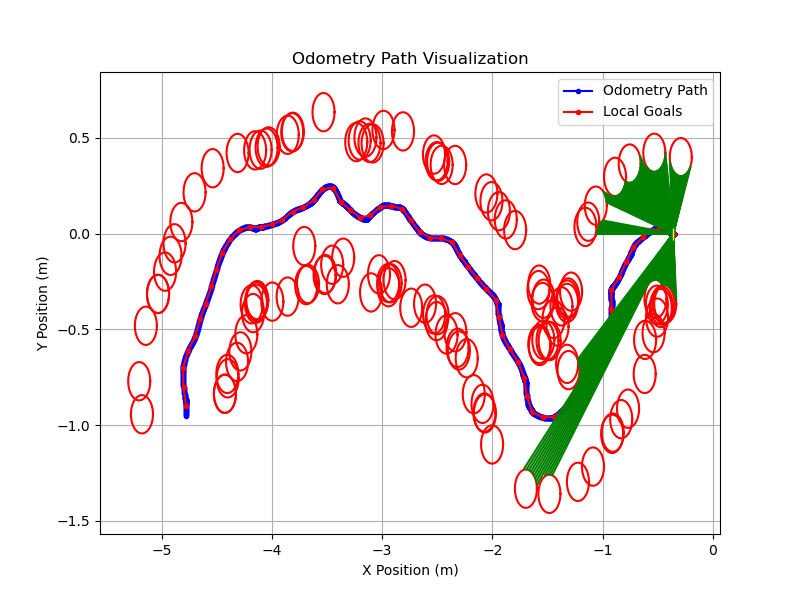 Odometry Path Visualization
Odometry Path
Local Goals
Y Position (m)
0.5
0.0
−0.5
−1.0
−1.5
−5
−4
−3
−2
−1
0
X Position (m)